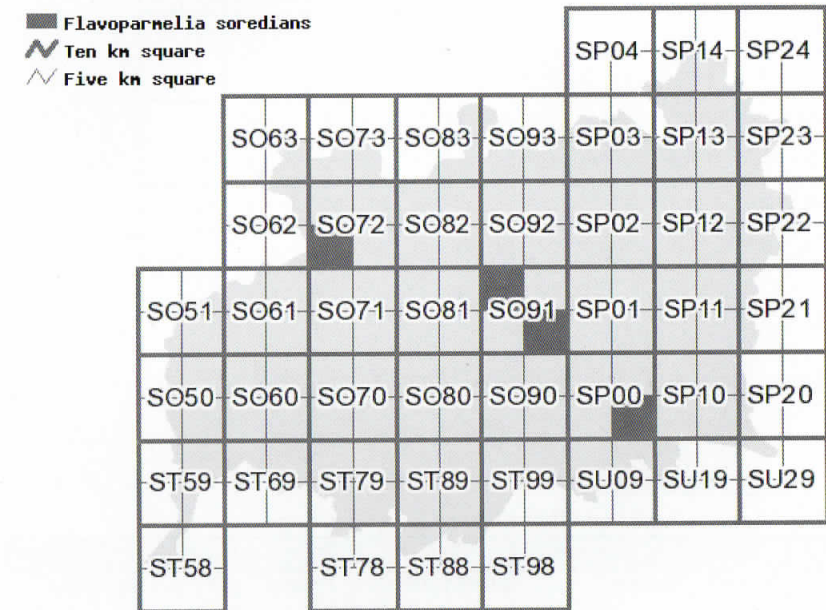 Flavoparmelia soredians
Ten km square
Five km square
SP04 SP14 SP24
SO63 SO73 SO83 SO93 SP03 SP13 SP23
SO62 SO72 SO82 SO92 SP02 SP12 SP22
SO51 SO61 SO71 SO81 SO91 SP01 SP11 SP21
SO50 SO60 SO70 SO80 SO90 SP00 SP10 SP20
ST59 ST69 ST79 ST89 ST99 SU09 SU19 SU29
ST58 ST78 ST88 ST98